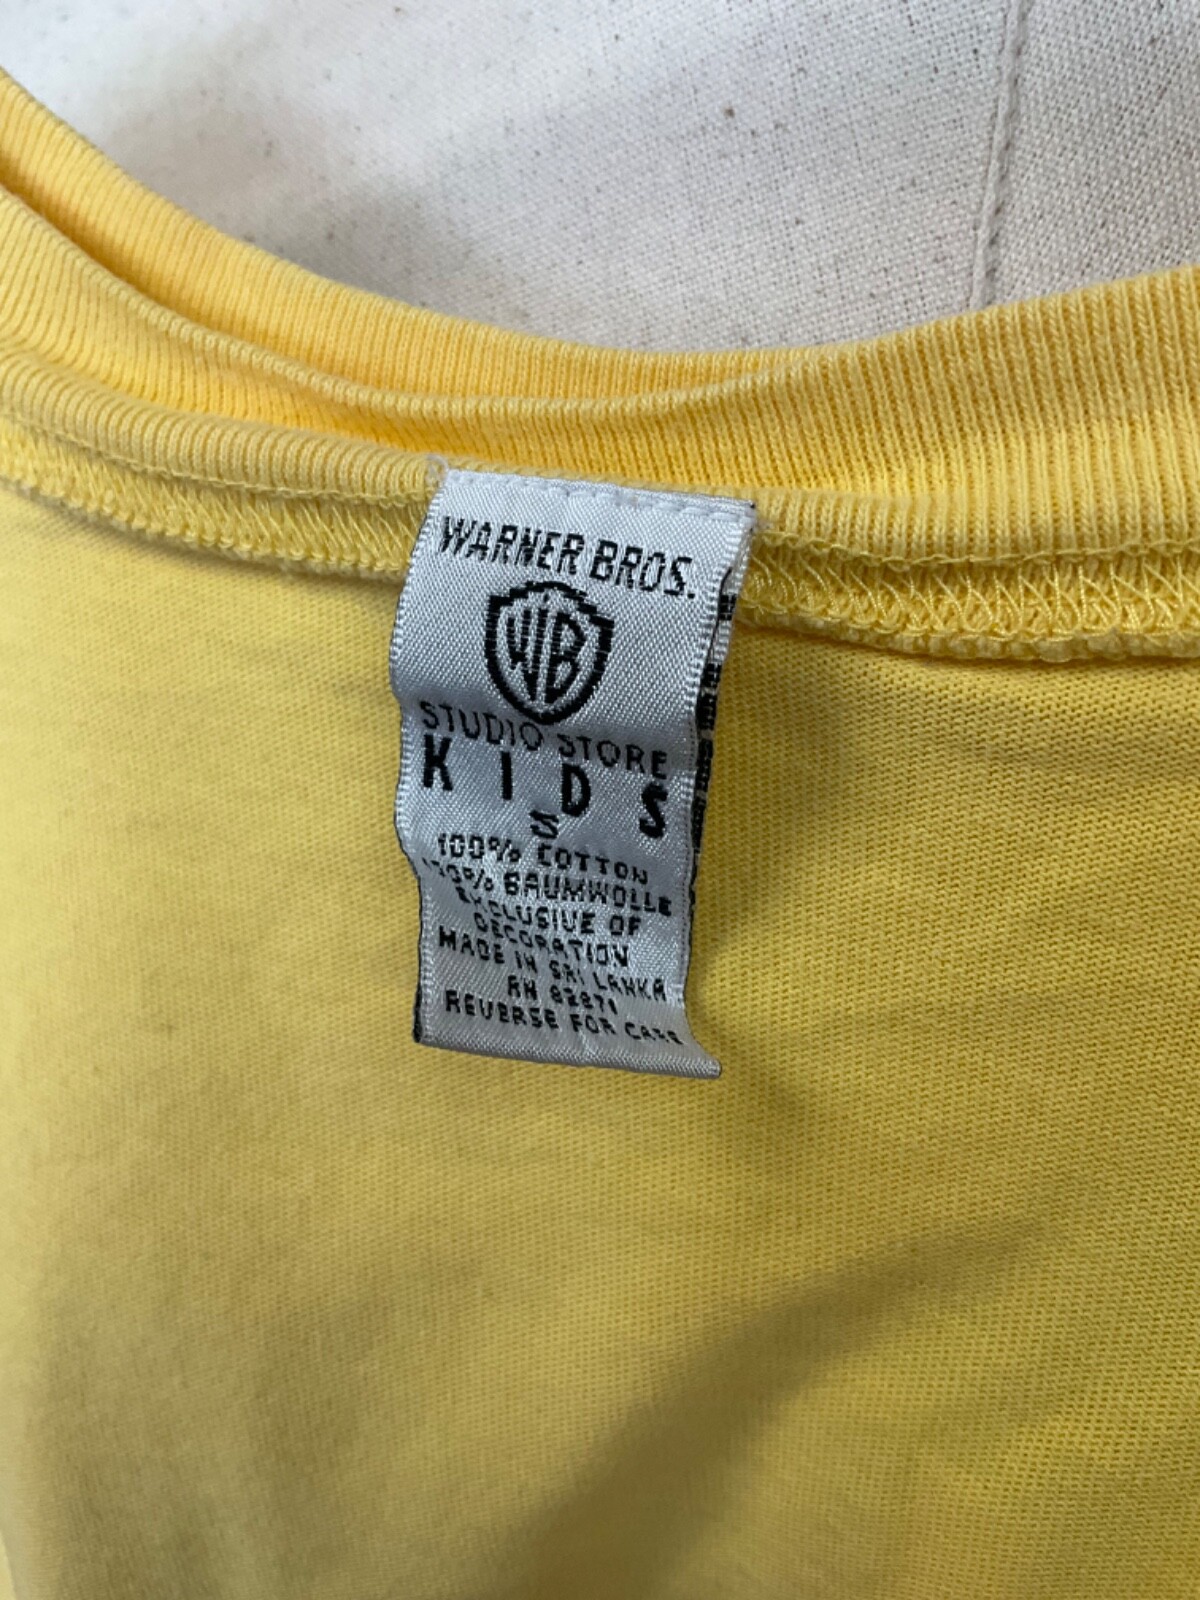 WARNER BROS.
WB
STUDIO STORE
KIDS
S
100% COTTON
100% BAUMWOLLE
EXCLUSIVE OF
DECORATION
MADE IN SRI LANKA
RN
REVERSE FOR CARE